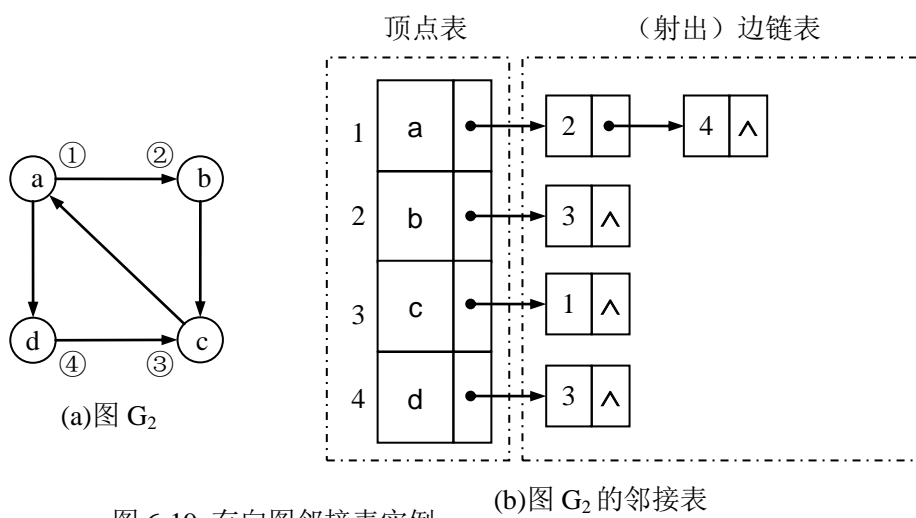 顶点表 （射出）边链表
1 a 2 4 ∧
① ②
a b
2 b 3 ∧
3 c 1 ∧
d c
④ ③
4 d 3 ∧
(a)图 G₂
(b)图 G₂ 的邻接表